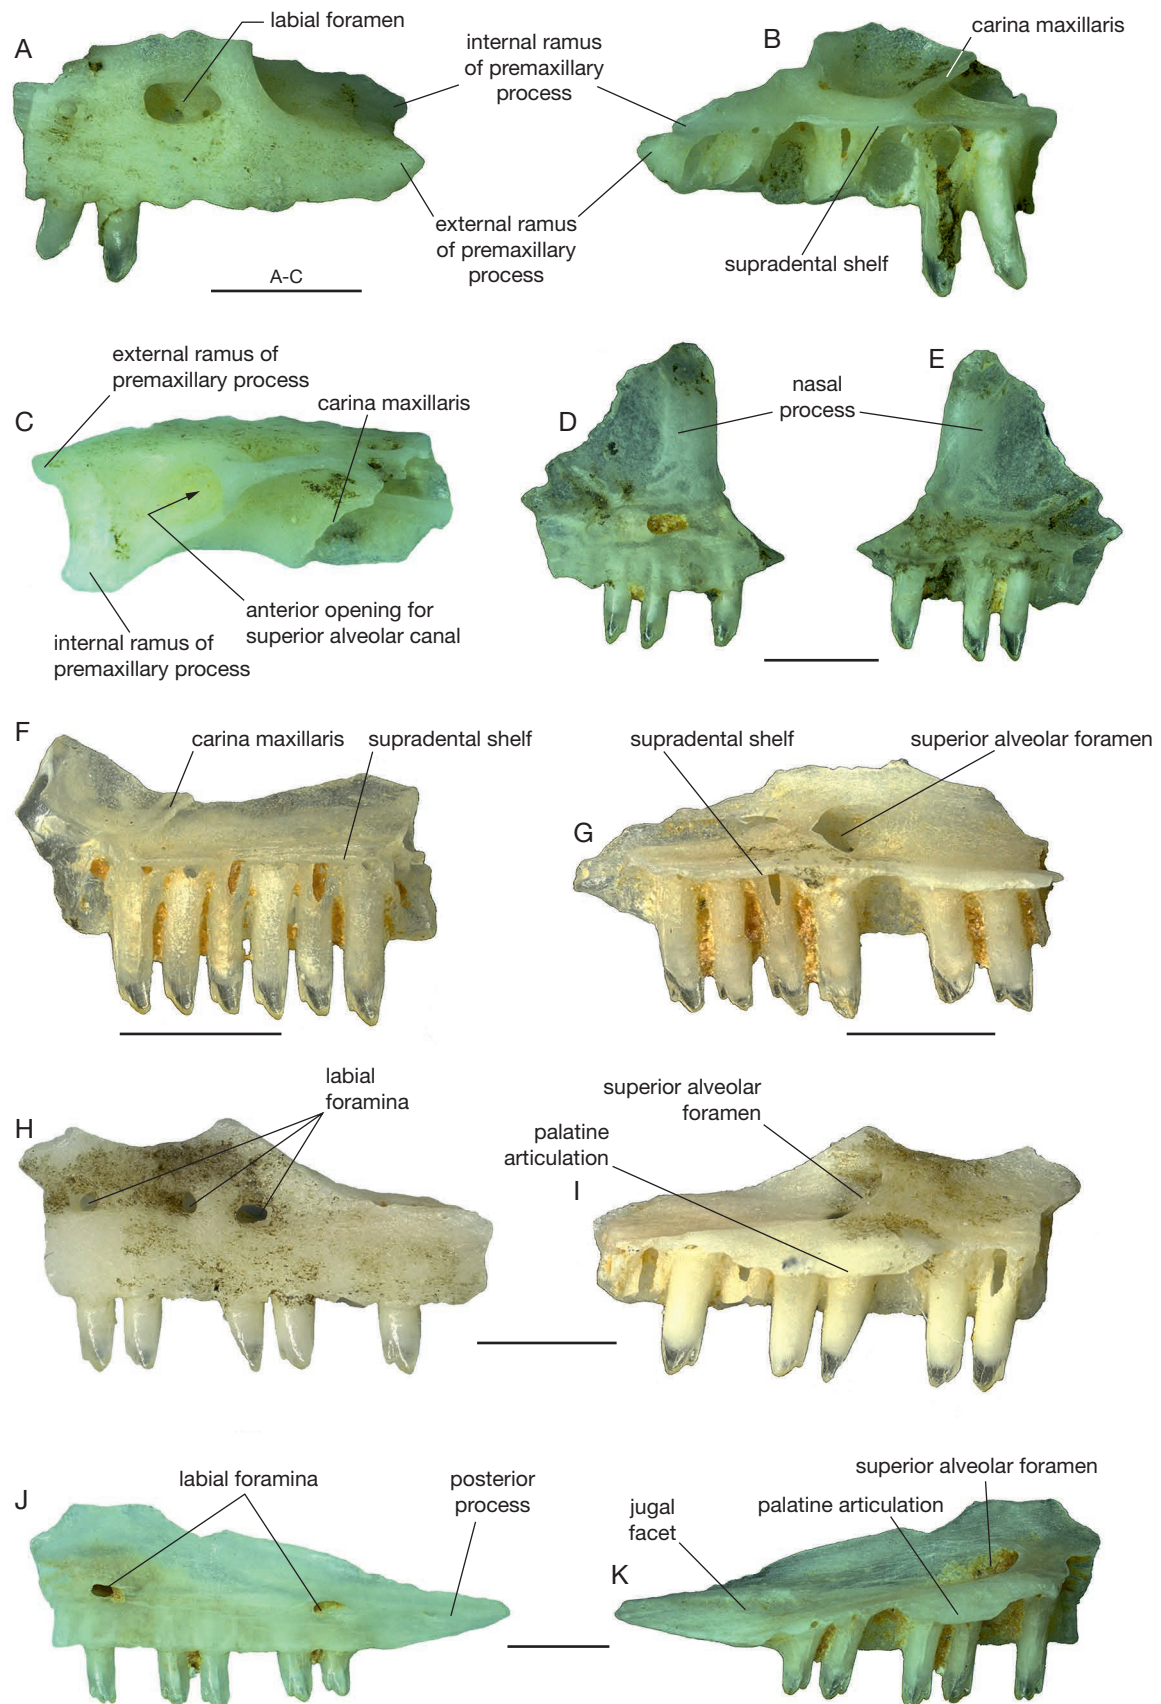 A
labial foramen
internal ramus
of premaxillary
process
B
carina maxillaris
external ramus
of premaxillary
process
supradental shelf
A-C
external ramus of
premaxillary process
C
carina maxillaris
anterior opening for
superior alveolar canal
internal ramus of
premaxillary process
D
nasal
process
E
F
carina maxillaris
supradental shelf
supradental shelf
superior alveolar foramen
G
H
labial
foramina
superior alveolar
foramen
palatine
articulation
I
J
labial foramina
posterior
process
superior alveolar foramen
palatine articulation
jugal
facet
K